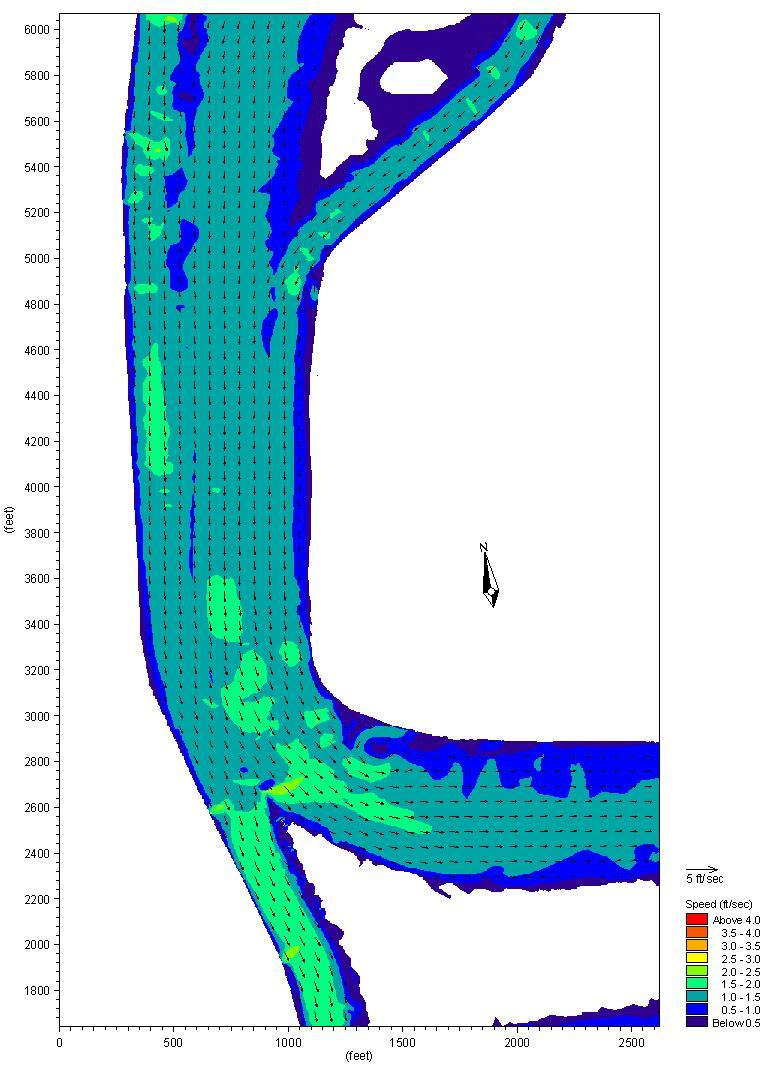 6000
5800
5600
5400
5200
5000
4800
4600
4400
4200
4000
3800
3600
3400
3200
3000
2800
2600
2400
2200
2000
1800
(feet)
N
0
500
1000
1500
2000
2500
(feet)
5 ft/sec
Speed (ft/sec)
Above 4.0
3.5 - 4.0
3.0 - 3.5
2.5 - 3.0
2.0 - 2.5
1.5 - 2.0
1.0 - 1.5
0.5 - 1.0
Below 0.5